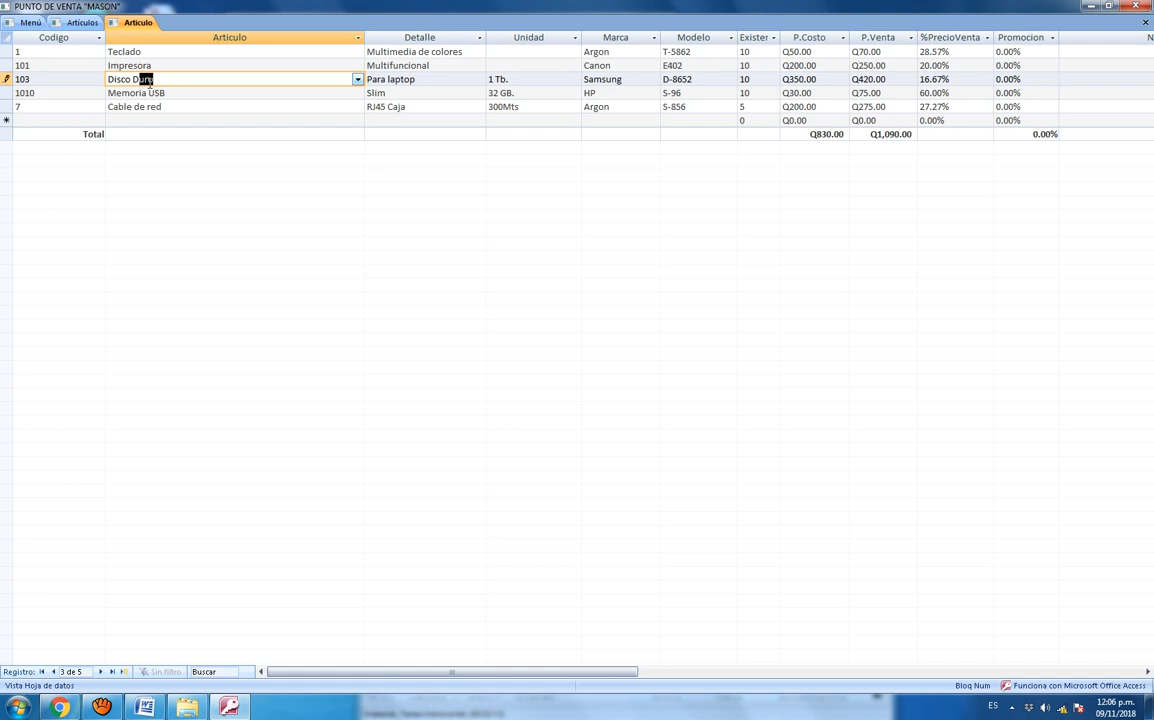 PUNTO DE VENTA "MASON"
Menú Artículos Artículo
Codigo Articulo Detalle Unidad Marca Modelo Exister P.Costo P.Venta %PrecioVenta Promocion N
1 Teclado Multimedia de colores Argon T-5862 10 Q50.00 Q70.00 28.57% 0.00%
101 Impresora Multifuncional Canon E402 10 Q200.00 Q250.00 20.00% 0.00%
103 Disco Duro Para laptop 1 Tb. Samsung D-8652 10 Q350.00 Q420.00 16.67% 0.00%
1010 Memoria USB Slim 32 GB. HP S-96 10 Q30.00 Q75.00 60.00% 0.00%
7 Cable de red RJ45 Caja 300Mts Argon S-856 5 Q200.00 Q275.00 27.27% 0.00%
0 Q0.00 Q0.00 0.00% 0.00%
Total Q830.00 Q1,090.00 0.00%
Registro: 3 de 5 Sin filtro Buscar
Vista Hoja de datos Bloq Num Funciona con Microsoft Office Access
ES 12:06 p.m.
09/11/2018